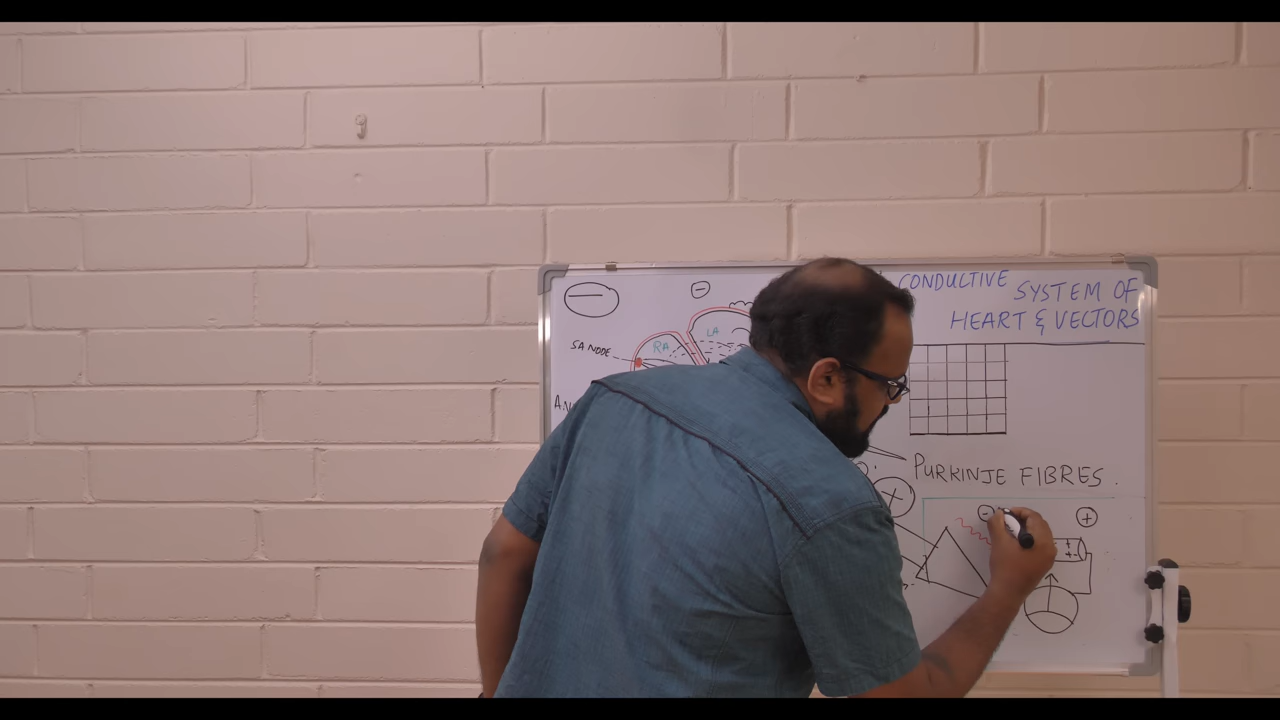 CONDUCTIVE
SYSTEM OF
HEART & VECTORS
SA NODE
RA
LA
PURKINJE FIBRES.